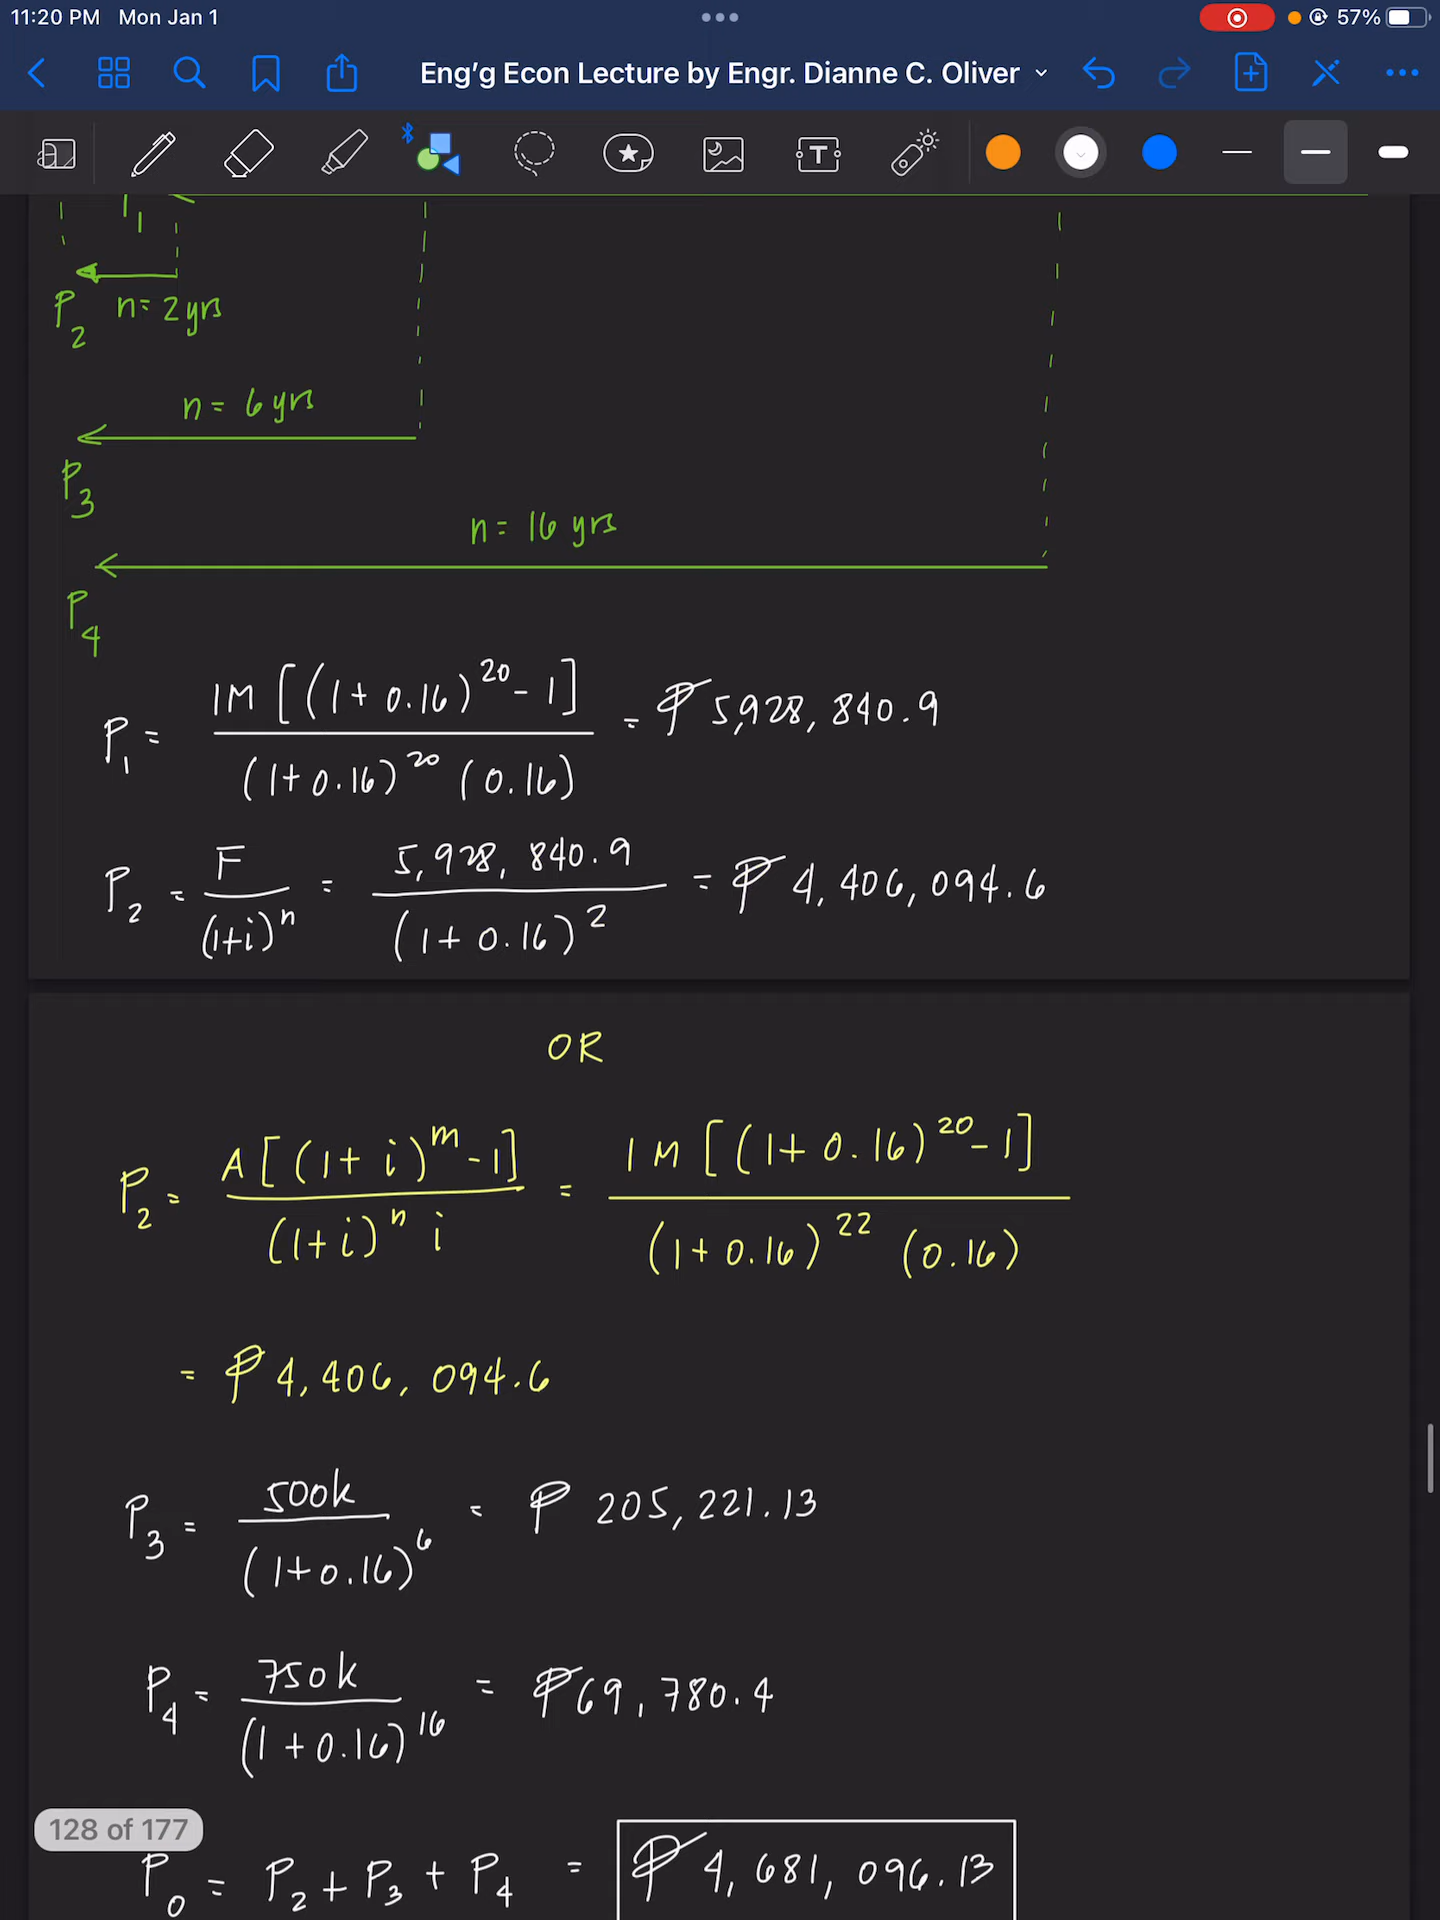 11:20 PM Mon Jan 1 57%
Eng'g Econ Lecture by Engr. Dianne C. Oliver
P₂ n= 2 yrs
n= 6 yrs
P₃
n= 16 yrs
P₄
P₁ = 1M [(1+0.16)^20 - 1] / (1+0.16)^20 (0.16) = ₱ 5,928,840.9
P₂ = F / (1+i)^n = 5,928,840.9 / (1+0.16)^2 = ₱ 4,406,094.6
OR
P₂ = A[(1+i)^m - 1] / (1+i)^n i = 1M [(1+0.16)^20 - 1] / (1+0.16)^22 (0.16)
= ₱ 4,406,094.6
P₃ = 500k / (1+0.16)^6 = ₱ 205,221.13
P₄ = 750k / (1+0.16)^16 = ₱69,780.4
128 of 177
P₀ = P₂ + P₃ + P₄ = ₱ 4,681,096.13